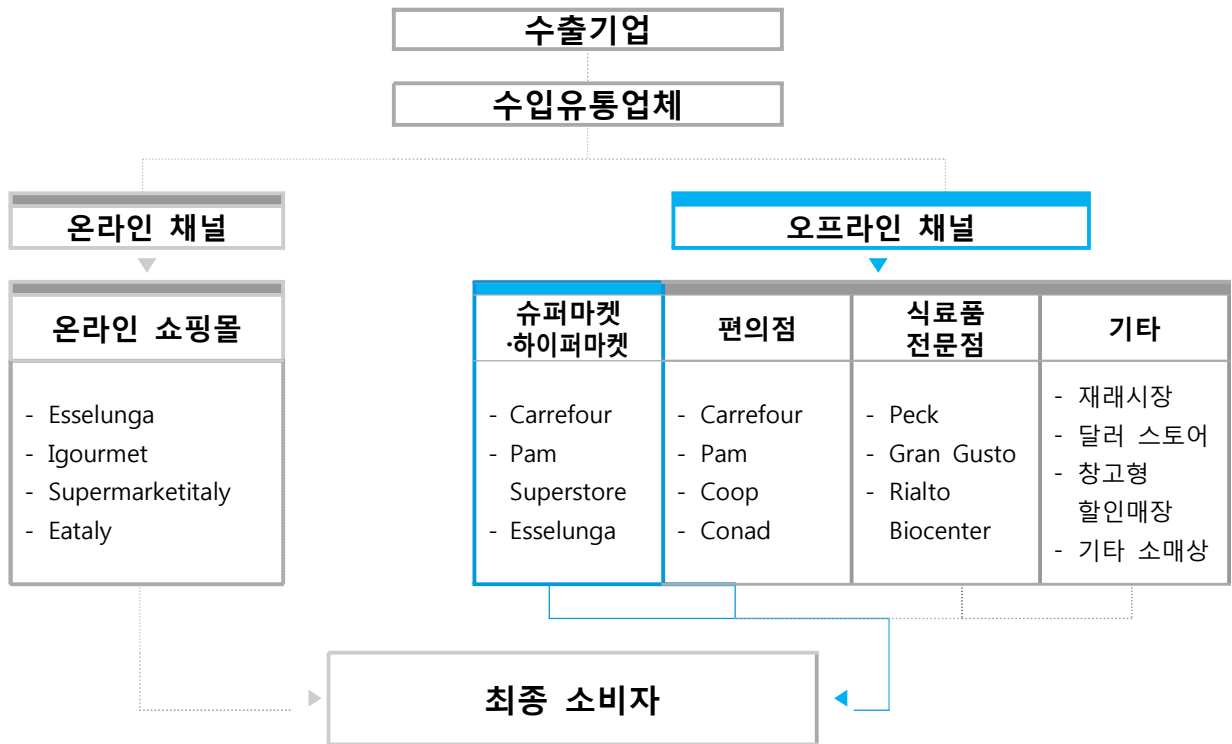 수출기업
수입유통업체
온라인 채널
오프라인 채널
온라인 쇼핑몰
- Esselunga
- Igourmet
- Supermarketitaly
- Eataly
슈퍼마켓
·하이퍼마켓
- Carrefour
- Pam
Superstore
- Esselunga
편의점
- Carrefour
- Pam
- Coop
- Conad
식료품
전문점
- Peck
- Gran Gusto
- Rialto
Biocenter
기타
- 재래시장
- 달러 스토어
- 창고형
할인매장
- 기타 소매상
최종 소비자